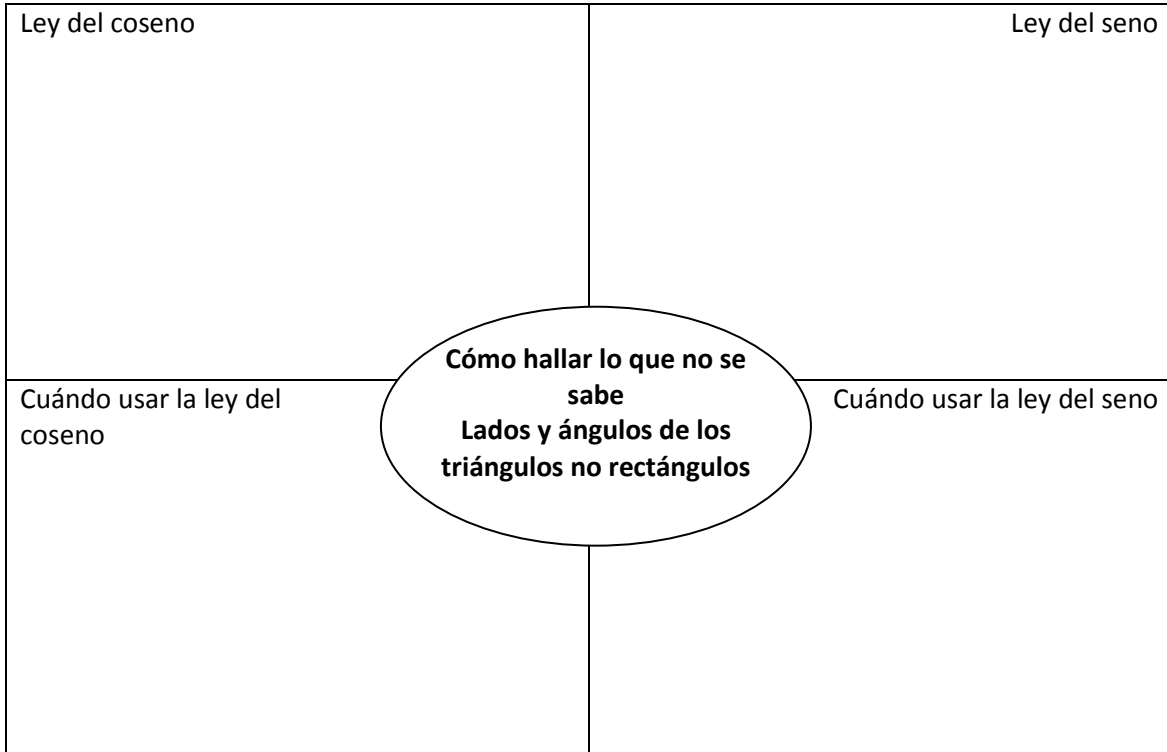 Ley del coseno
Ley del seno
Cómo hallar lo que no se
sabe
Lados y ángulos de los
triángulos no rectángulos
Cuándo usar la ley del
coseno
Cuándo usar la ley del seno